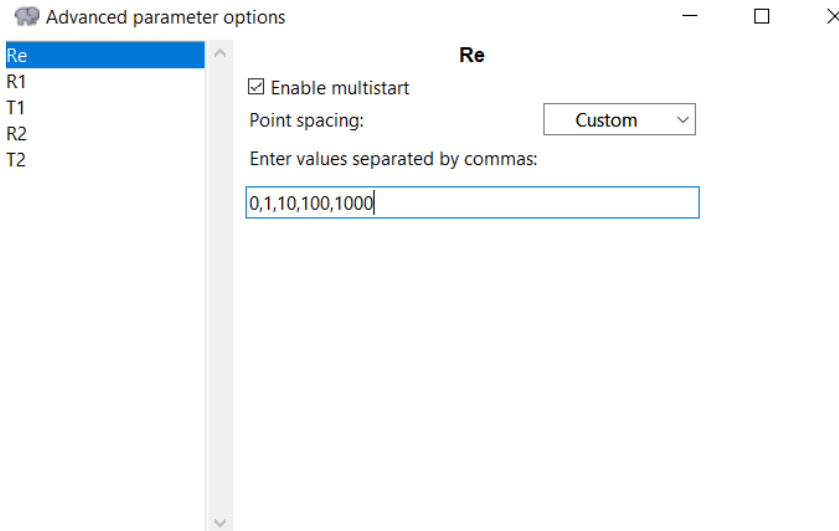 Advanced parameter options
Re
R1
T1
R2
T2
Re
Enable multistart
Point spacing:
Custom
Enter values separated by commas:
0,1,10,100,1000